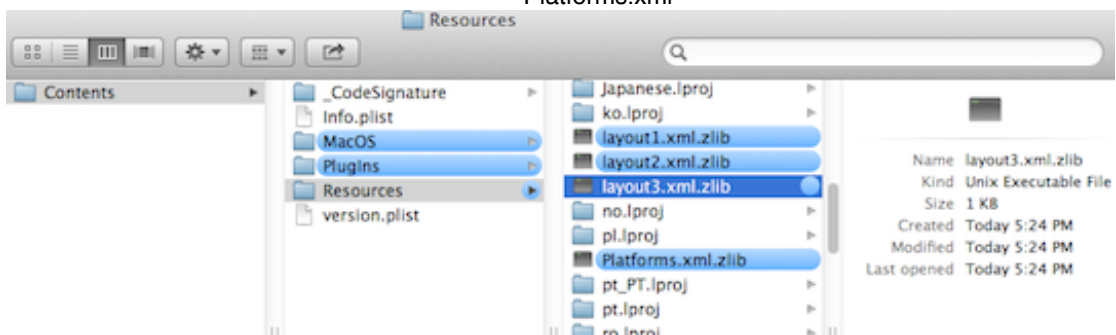 Platforms.xml
Resources
Contents
_CodeSignature
Info.plist
MacOS
PlugIns
Resources
version.plist
Japanese.lproj
ko.lproj
layout1.xml.zlib
layout2.xml.zlib
layout3.xml.zlib
no.lproj
pl.lproj
Platforms.xml.zlib
pt_PT.lproj
pt.lproj
ro.lproj
Name layout3.xml.zlib
Kind Unix Executable File
Size 1 KB
Created Today 5:24 PM
Modified Today 5:24 PM
Last opened Today 5:24 PM